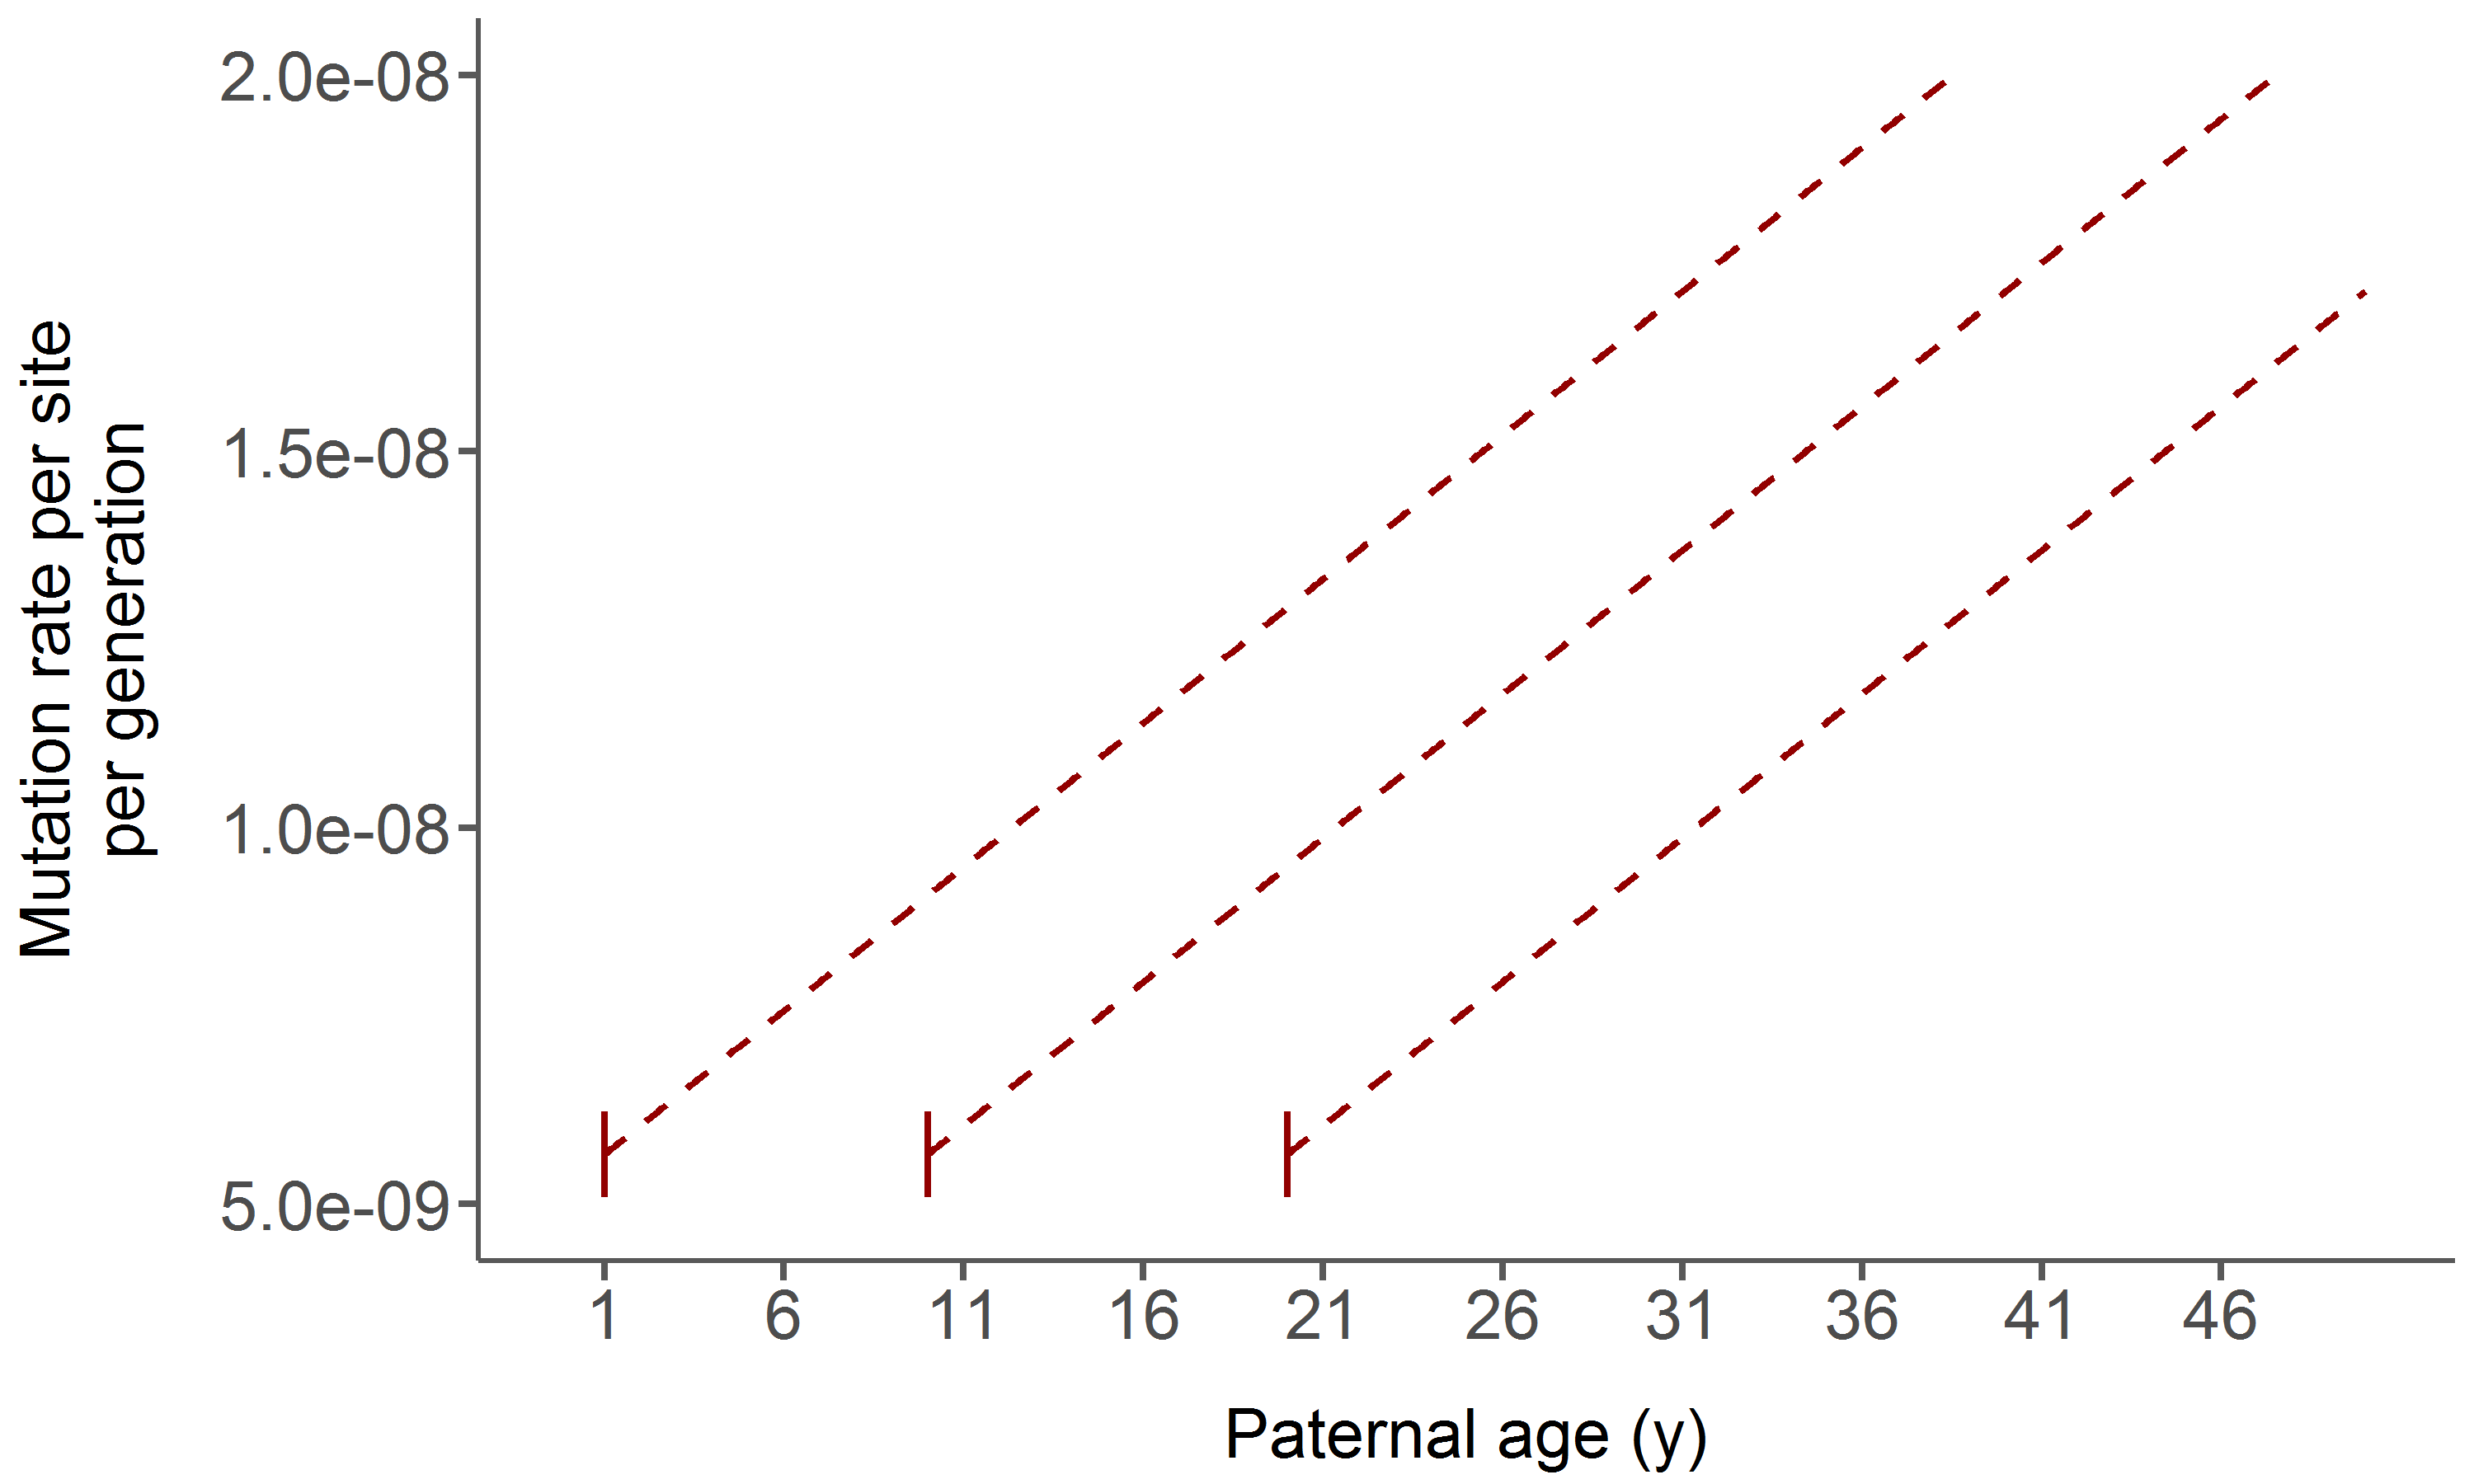 Mutation rate per site
per generation
2.0e-08
1.5e-08
1.0e-08
5.0e-09
1 6 11 16 21 26 31 36 41 46
Paternal age (y)